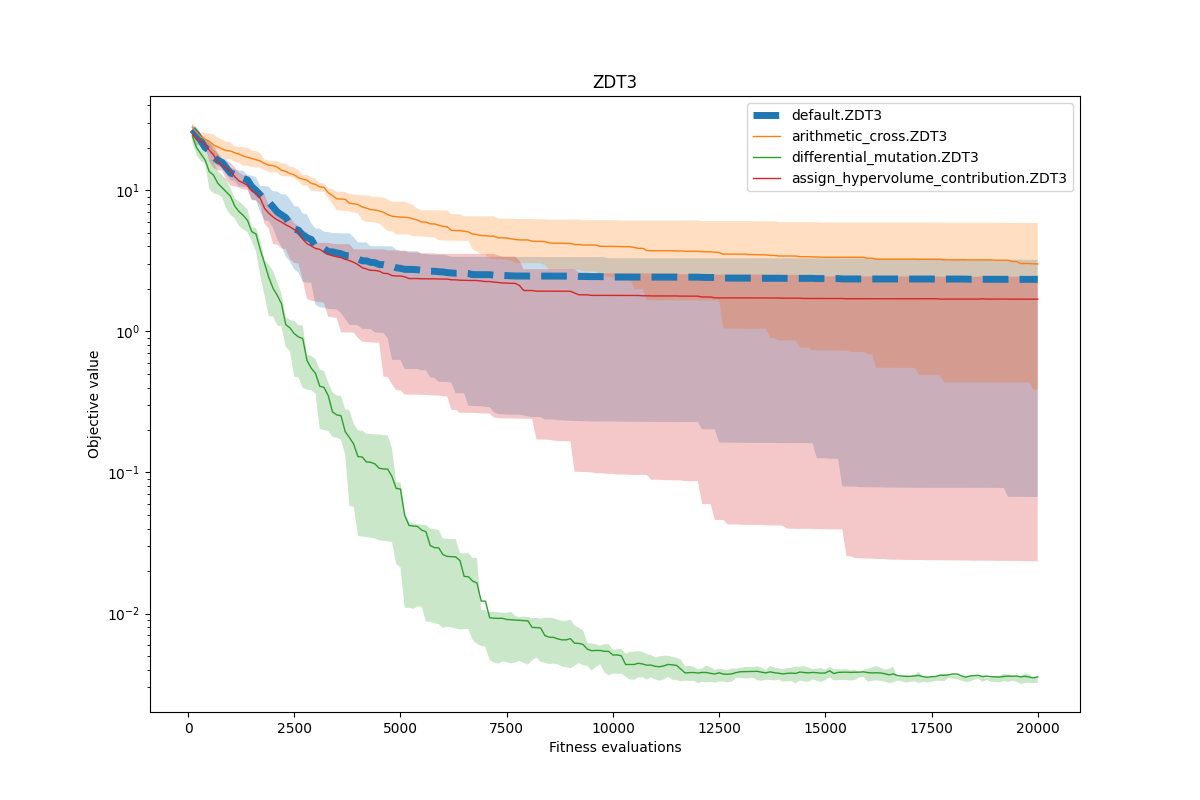 ZDT3
default.ZDT3
arithmetic_cross.ZDT3
differential_mutation.ZDT3
assign_hypervolume_contribution.ZDT3
Objective value
10¹
10⁰
10⁻¹
10⁻²
0 2500 5000 7500 10000 12500 15000 17500 20000
Fitness evaluations